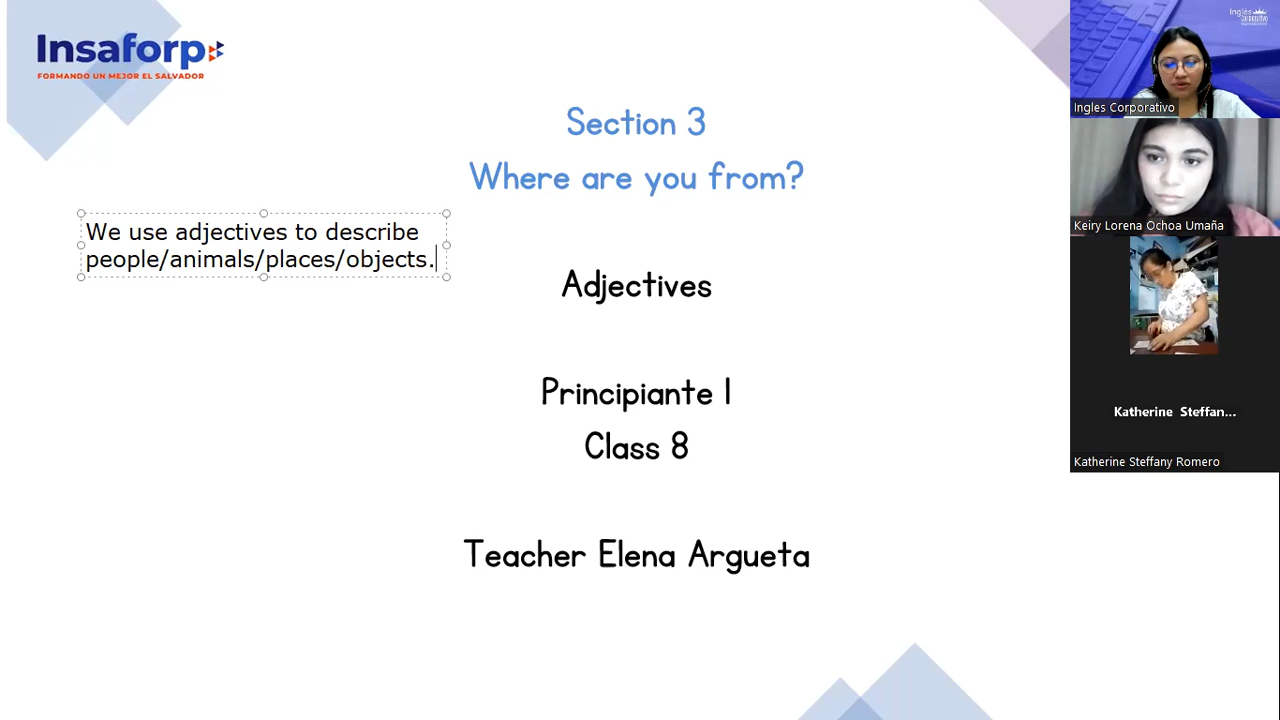 Insaforp
FORMANDO UN MEJOR EL SALVADOR
Section 3
Where are you from?
We use adjectives to describe
people/animals/places/objects.
Adjectives
Principiante I
Class 8
Teacher Elena Argueta
Ingles Corporativo
Keiry Lorena Ochoa Umaña
Katherine Steffan...
Katherine Steffany Romero